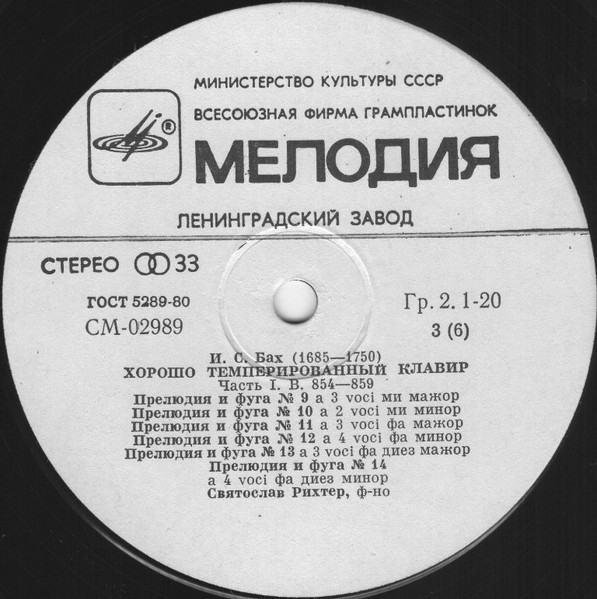 МИНИСТЕРСТВО КУЛЬТУРЫ СССР
ВСЕСОЮЗНАЯ ФИРМА ГРАМПЛАСТИНОК
®
МЕЛОДИЯ
ЛЕНИНГРАДСКИЙ ЗАВОД
СТЕРЕО 33
ГОСТ 5289-80 Гр. 2. 1-20
СМ-02989 3 (6)
И. С. Бах (1685—1750)
ХОРОШО ТЕМПЕРИРОВАННЫЙ КЛАВИР
Часть I. В. 854—859
Прелюдия и фуга № 9 а 3 voci ми мажор
Прелюдия и фуга № 10 а 2 voci ми минор
Прелюдия и фуга № 11 а 3 voci фа мажор
Прелюдия и фуга № 12 а 4 voci фа минор
Прелюдия и фуга № 13 а 3 voci фа диез мажор
Прелюдия и фуга № 14
а 4 voci фа диез минор
Святослав Рихтер, ф-но